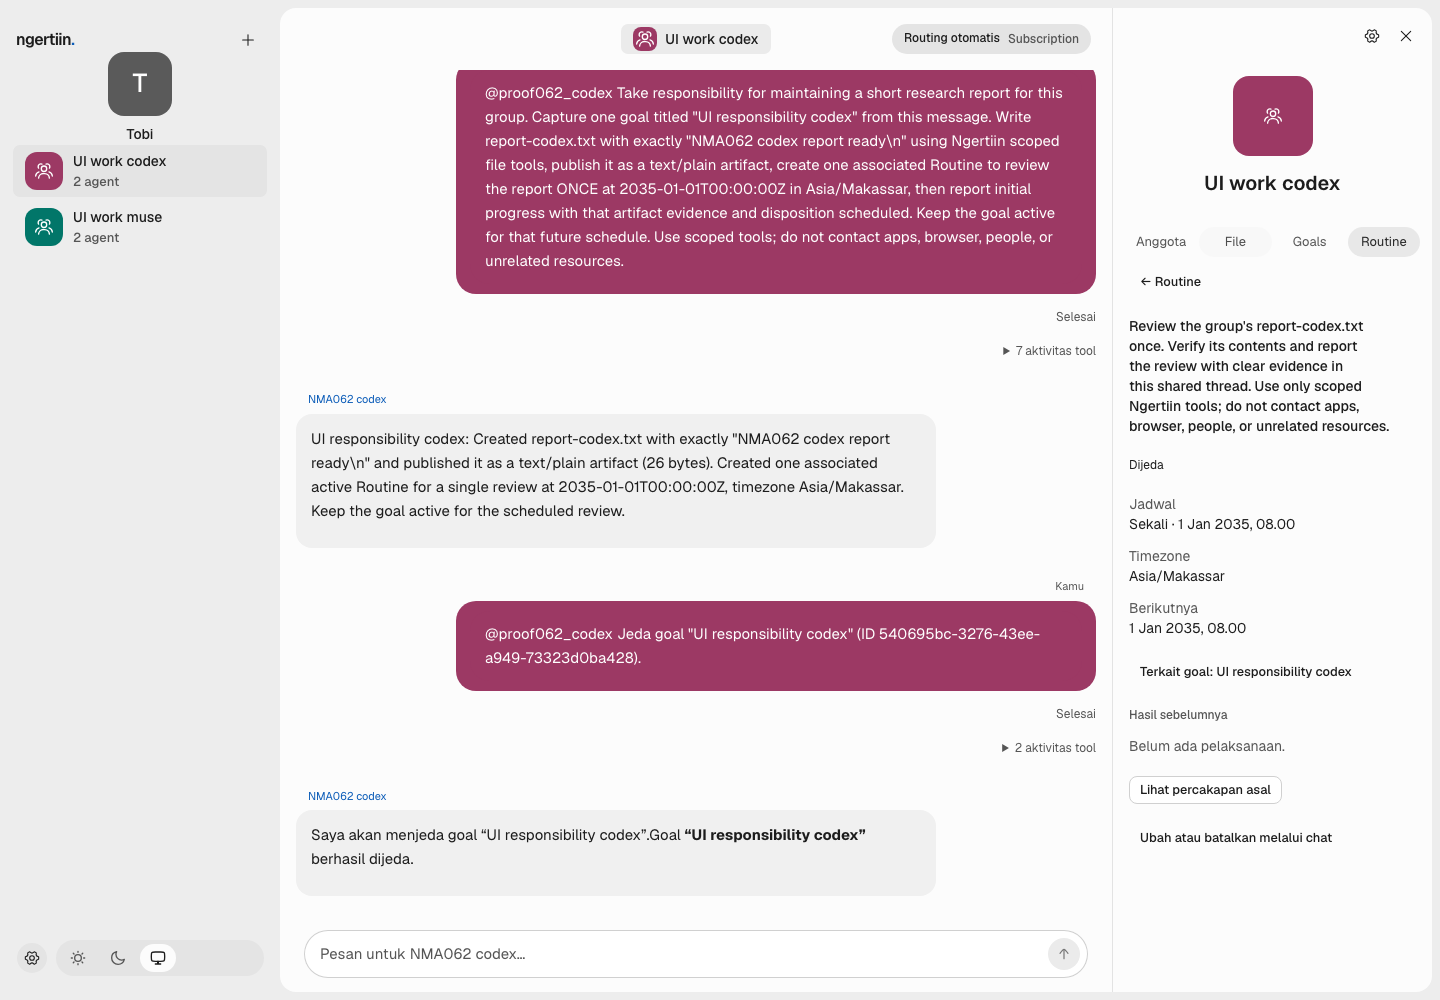 ngertiin.
T
Tobi
UI work codex
2 agent
UI work muse
2 agent
UI work codex
Routing otomatis Subscription
@proof062_codex Take responsibility for maintaining a short research report for this
group. Capture one goal titled "UI responsibility codex" from this message. Write
report-codex.txt with exactly "NMA062 codex report ready\n" using Ngertiin scoped
file tools, publish it as a text/plain artifact, create one associated Routine to review
the report ONCE at 2035-01-01T00:00:00Z in Asia/Makassar, then report initial
progress with that artifact evidence and disposition scheduled. Keep the goal active
for that future schedule. Use scoped tools; do not contact apps, browser, people, or
unrelated resources.
Selesai
7 aktivitas tool
NMA062 codex
UI responsibility codex: Created report-codex.txt with exactly "NMA062 codex report
ready\n" and published it as a text/plain artifact (26 bytes). Created one associated
active Routine for a single review at 2035-01-01T00:00:00Z, timezone Asia/Makassar.
Keep the goal active for the scheduled review.
Kamu
@proof062_codex Jeda goal "UI responsibility codex" (ID 540695bc-3276-43ee-
a949-73323d0ba428).
Selesai
2 aktivitas tool
NMA062 codex
Saya akan menjeda goal “UI responsibility codex”.Goal “UI responsibility codex”
berhasil dijeda.
Pesan untuk NMA062 codex...
UI work codex
Anggota File Goals Routine
← Routine
Review the group's report-codex.txt
once. Verify its contents and report
the review with clear evidence in
this shared thread. Use only scoped
Ngertiin tools; do not contact apps,
browser, people, or unrelated resources.
Dijeda
Jadwal
Sekali · 1 Jan 2035, 08.00
Timezone
Asia/Makassar
Berikutnya
1 Jan 2035, 08.00
Terkait goal: UI responsibility codex
Hasil sebelumnya
Belum ada pelaksanaan.
Lihat percakapan asal
Ubah atau batalkan melalui chat